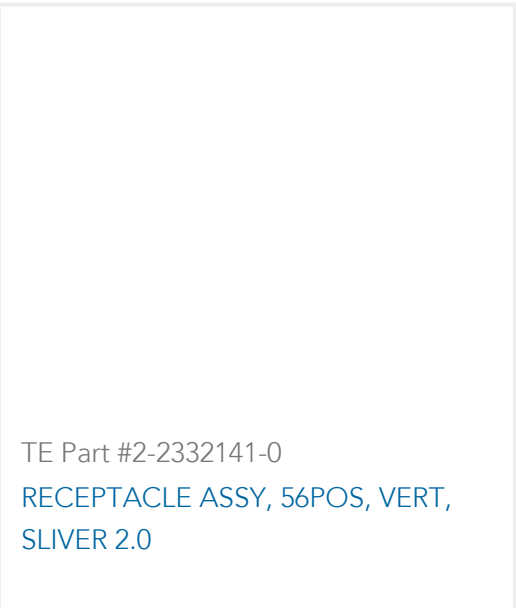 TE Part #2-2332141-0
RECEPTACLE ASSY, 56POS, VERT,
SLIVER 2.0